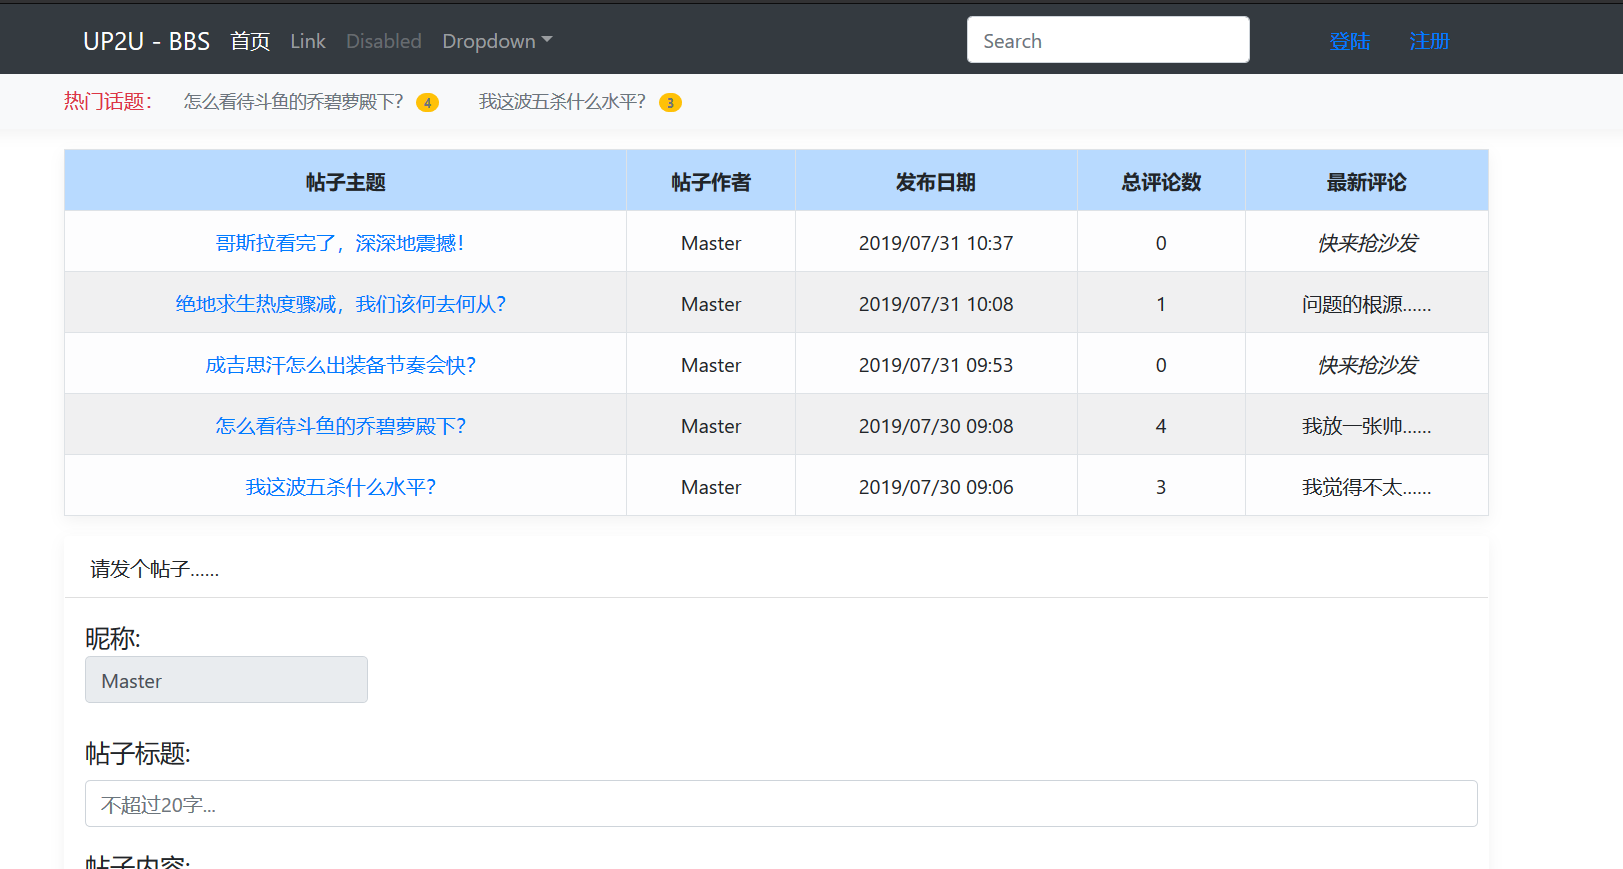 UP2U - BBS 首页 Link Disabled Dropdown Search 登陆 注册
热门话题： 怎么看待斗鱼的乔碧萝殿下？ 4 我这波五杀什么水平？ 3
帖子主题 帖子作者 发布日期 总评论数 最新评论
哥斯拉看完了，深深地震撼！ Master 2019/07/31 10:37 0 快来抢沙发
绝地求生热度骤减，我们该何去何从？ Master 2019/07/31 10:08 1 问题的根源......
成吉思汗怎么出装备节奏会快？ Master 2019/07/31 09:53 0 快来抢沙发
怎么看待斗鱼的乔碧萝殿下？ Master 2019/07/30 09:08 4 我放一张帅......
我这波五杀什么水平？ Master 2019/07/30 09:06 3 我觉得不太......
请发个帖子......
昵称:
Master
帖子标题:
不超过20字...
帖子内容: